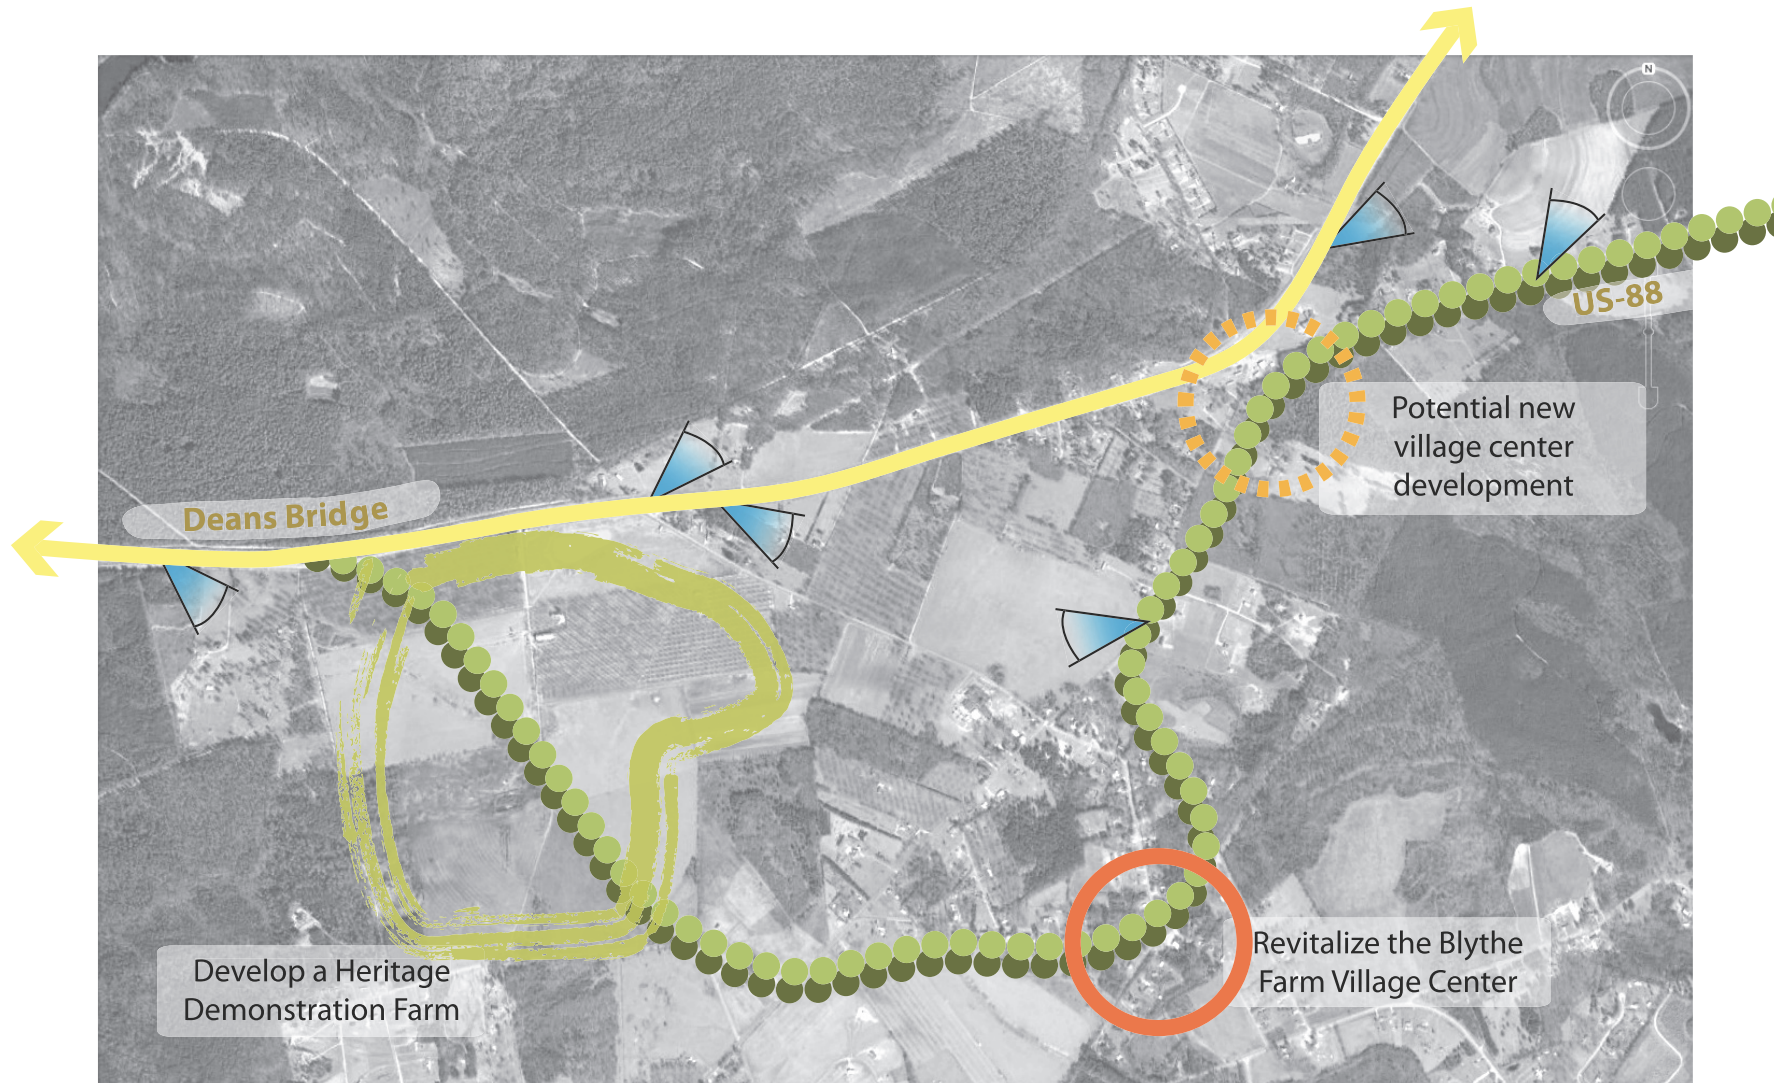 N
US-88
Potential new
village center
development
Deans Bridge
Revitalize the Blythe
Farm Village Center
Develop a Heritage
Demonstration Farm